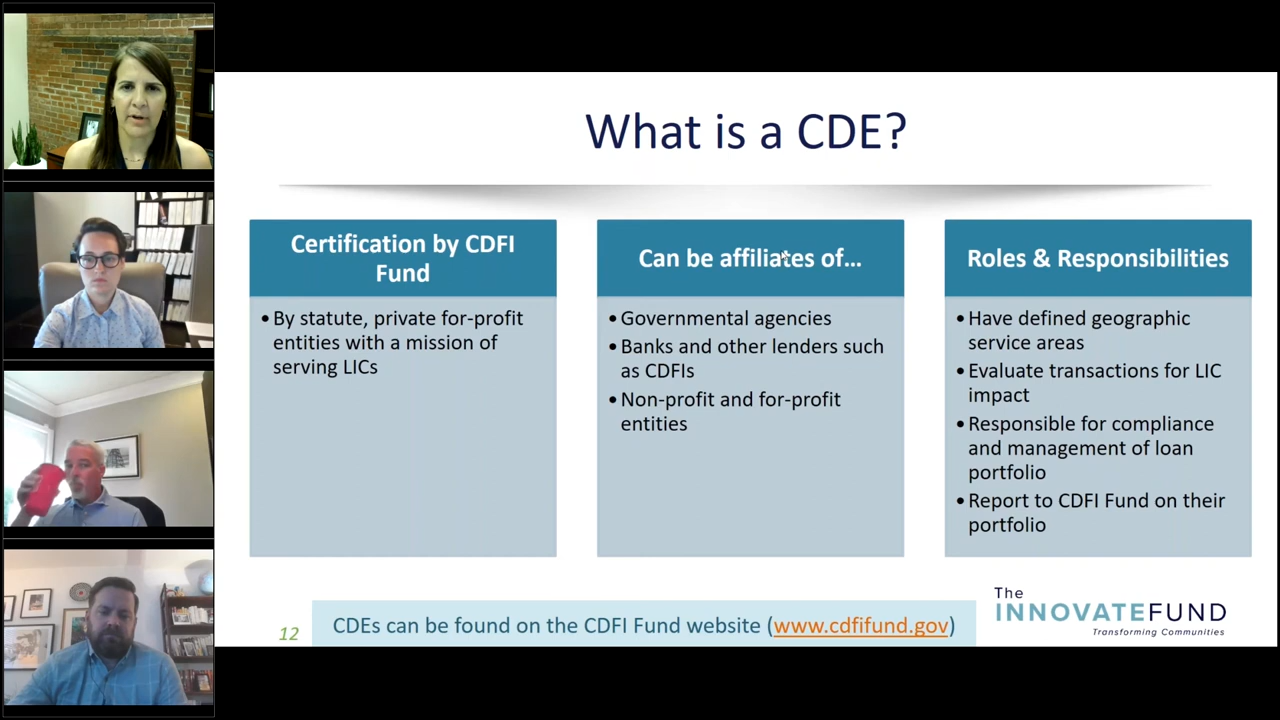 What is a CDE?
Certification by CDFI
Fund
• By statute, private for-profit
entities with a mission of
serving LICs
Can be affiliates of…
• Governmental agencies
• Banks and other lenders such
as CDFIs
• Non-profit and for-profit
entities
Roles & Responsibilities
• Have defined geographic
service areas
• Evaluate transactions for LIC
impact
• Responsible for compliance
and management of loan
portfolio
• Report to CDFI Fund on their
portfolio
12
CDEs can be found on the CDFI Fund website (www.cdfifund.gov)
The
INNOVATEFUND
Transforming Communities